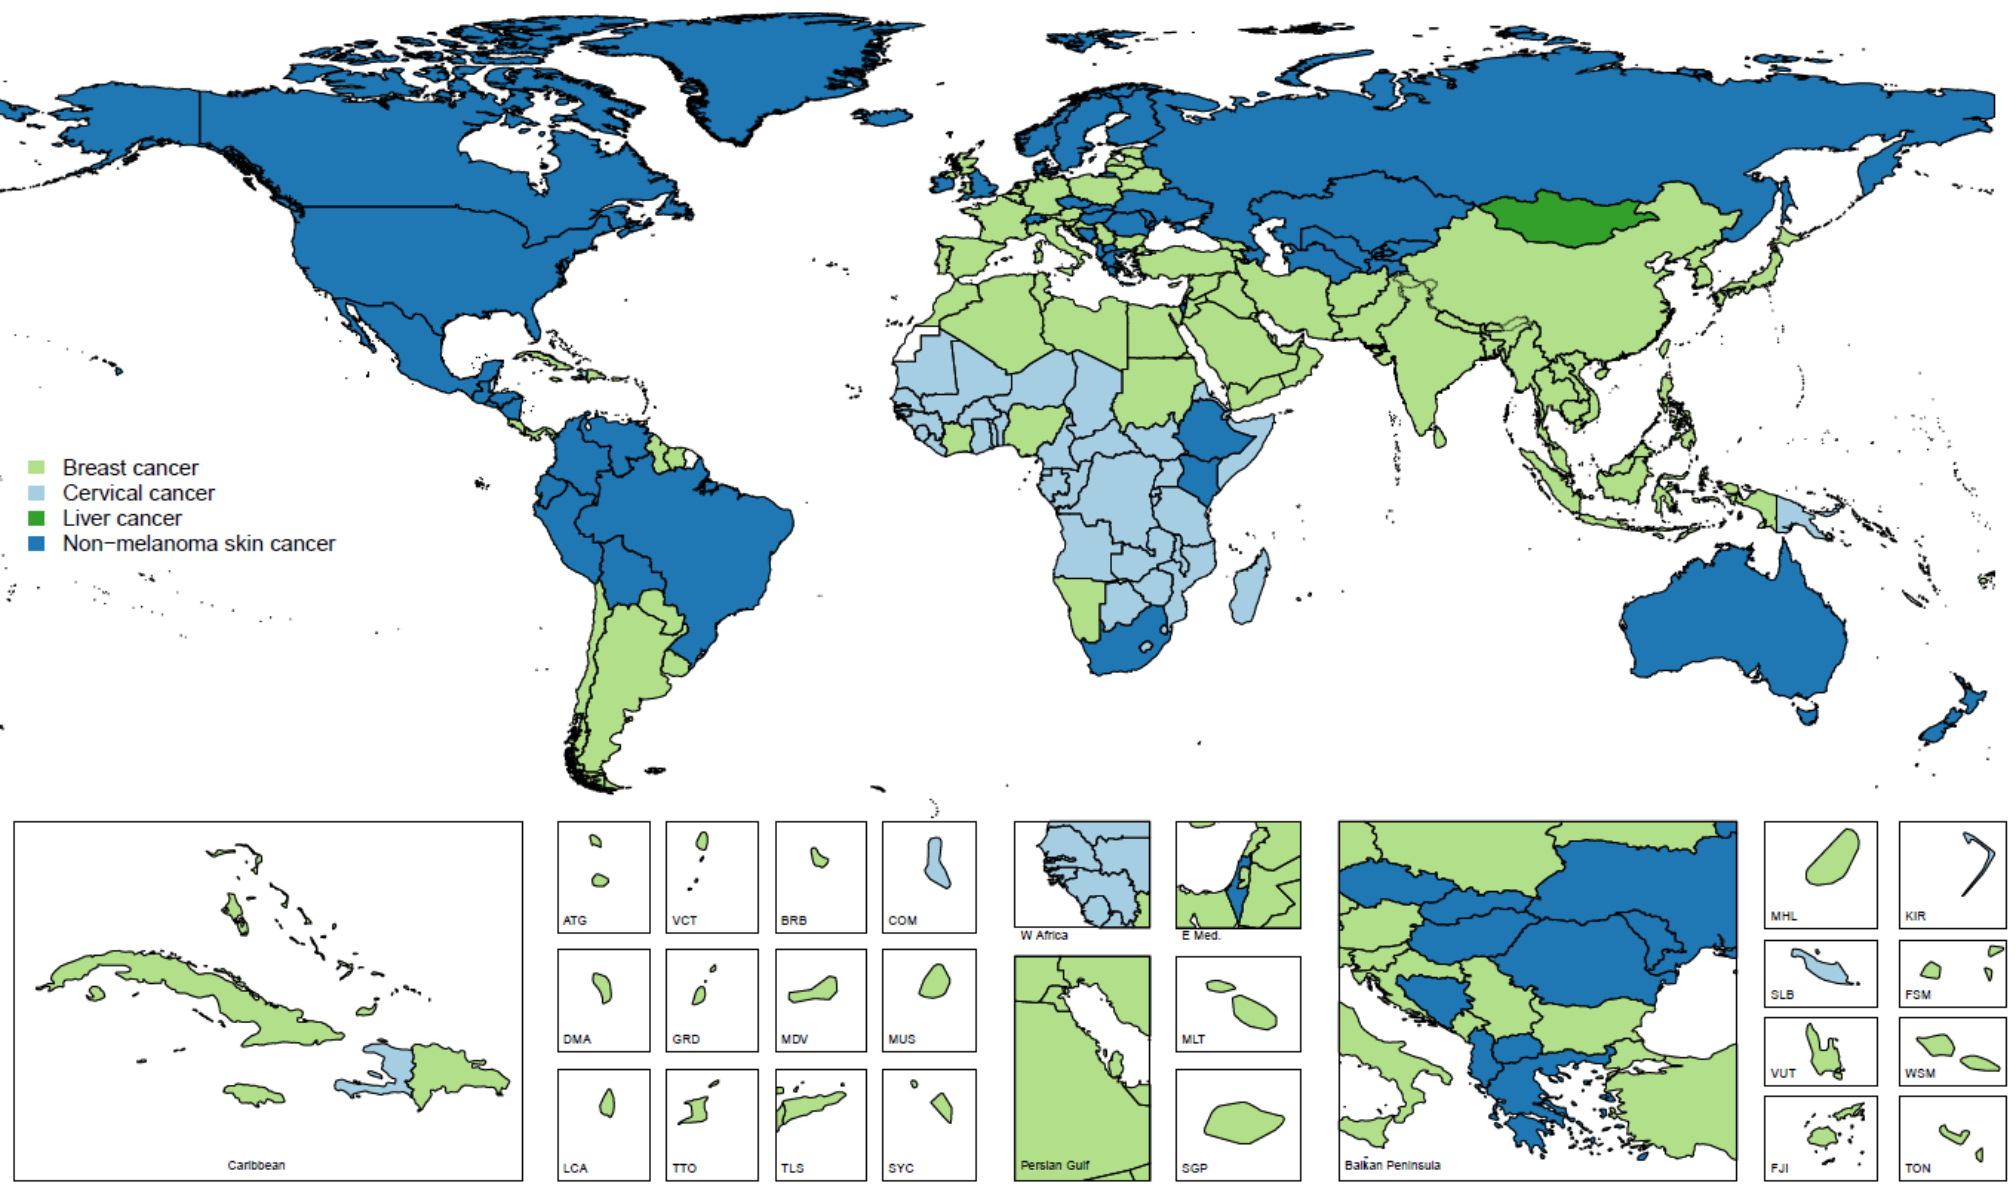 Breast cancer
Cervical cancer
Liver cancer
Non−melanoma skin cancer
Caribbean
ATG
VCT
BRB
COM
DMA
GRD
MDV
MUS
LCA
TTO
TLS
SYC
W Africa
E Med.
Persian Gulf
MLT
SGP
Balkan Peninsula
MHL
KIR
SLB
FSM
VUT
WSM
FJI
TON